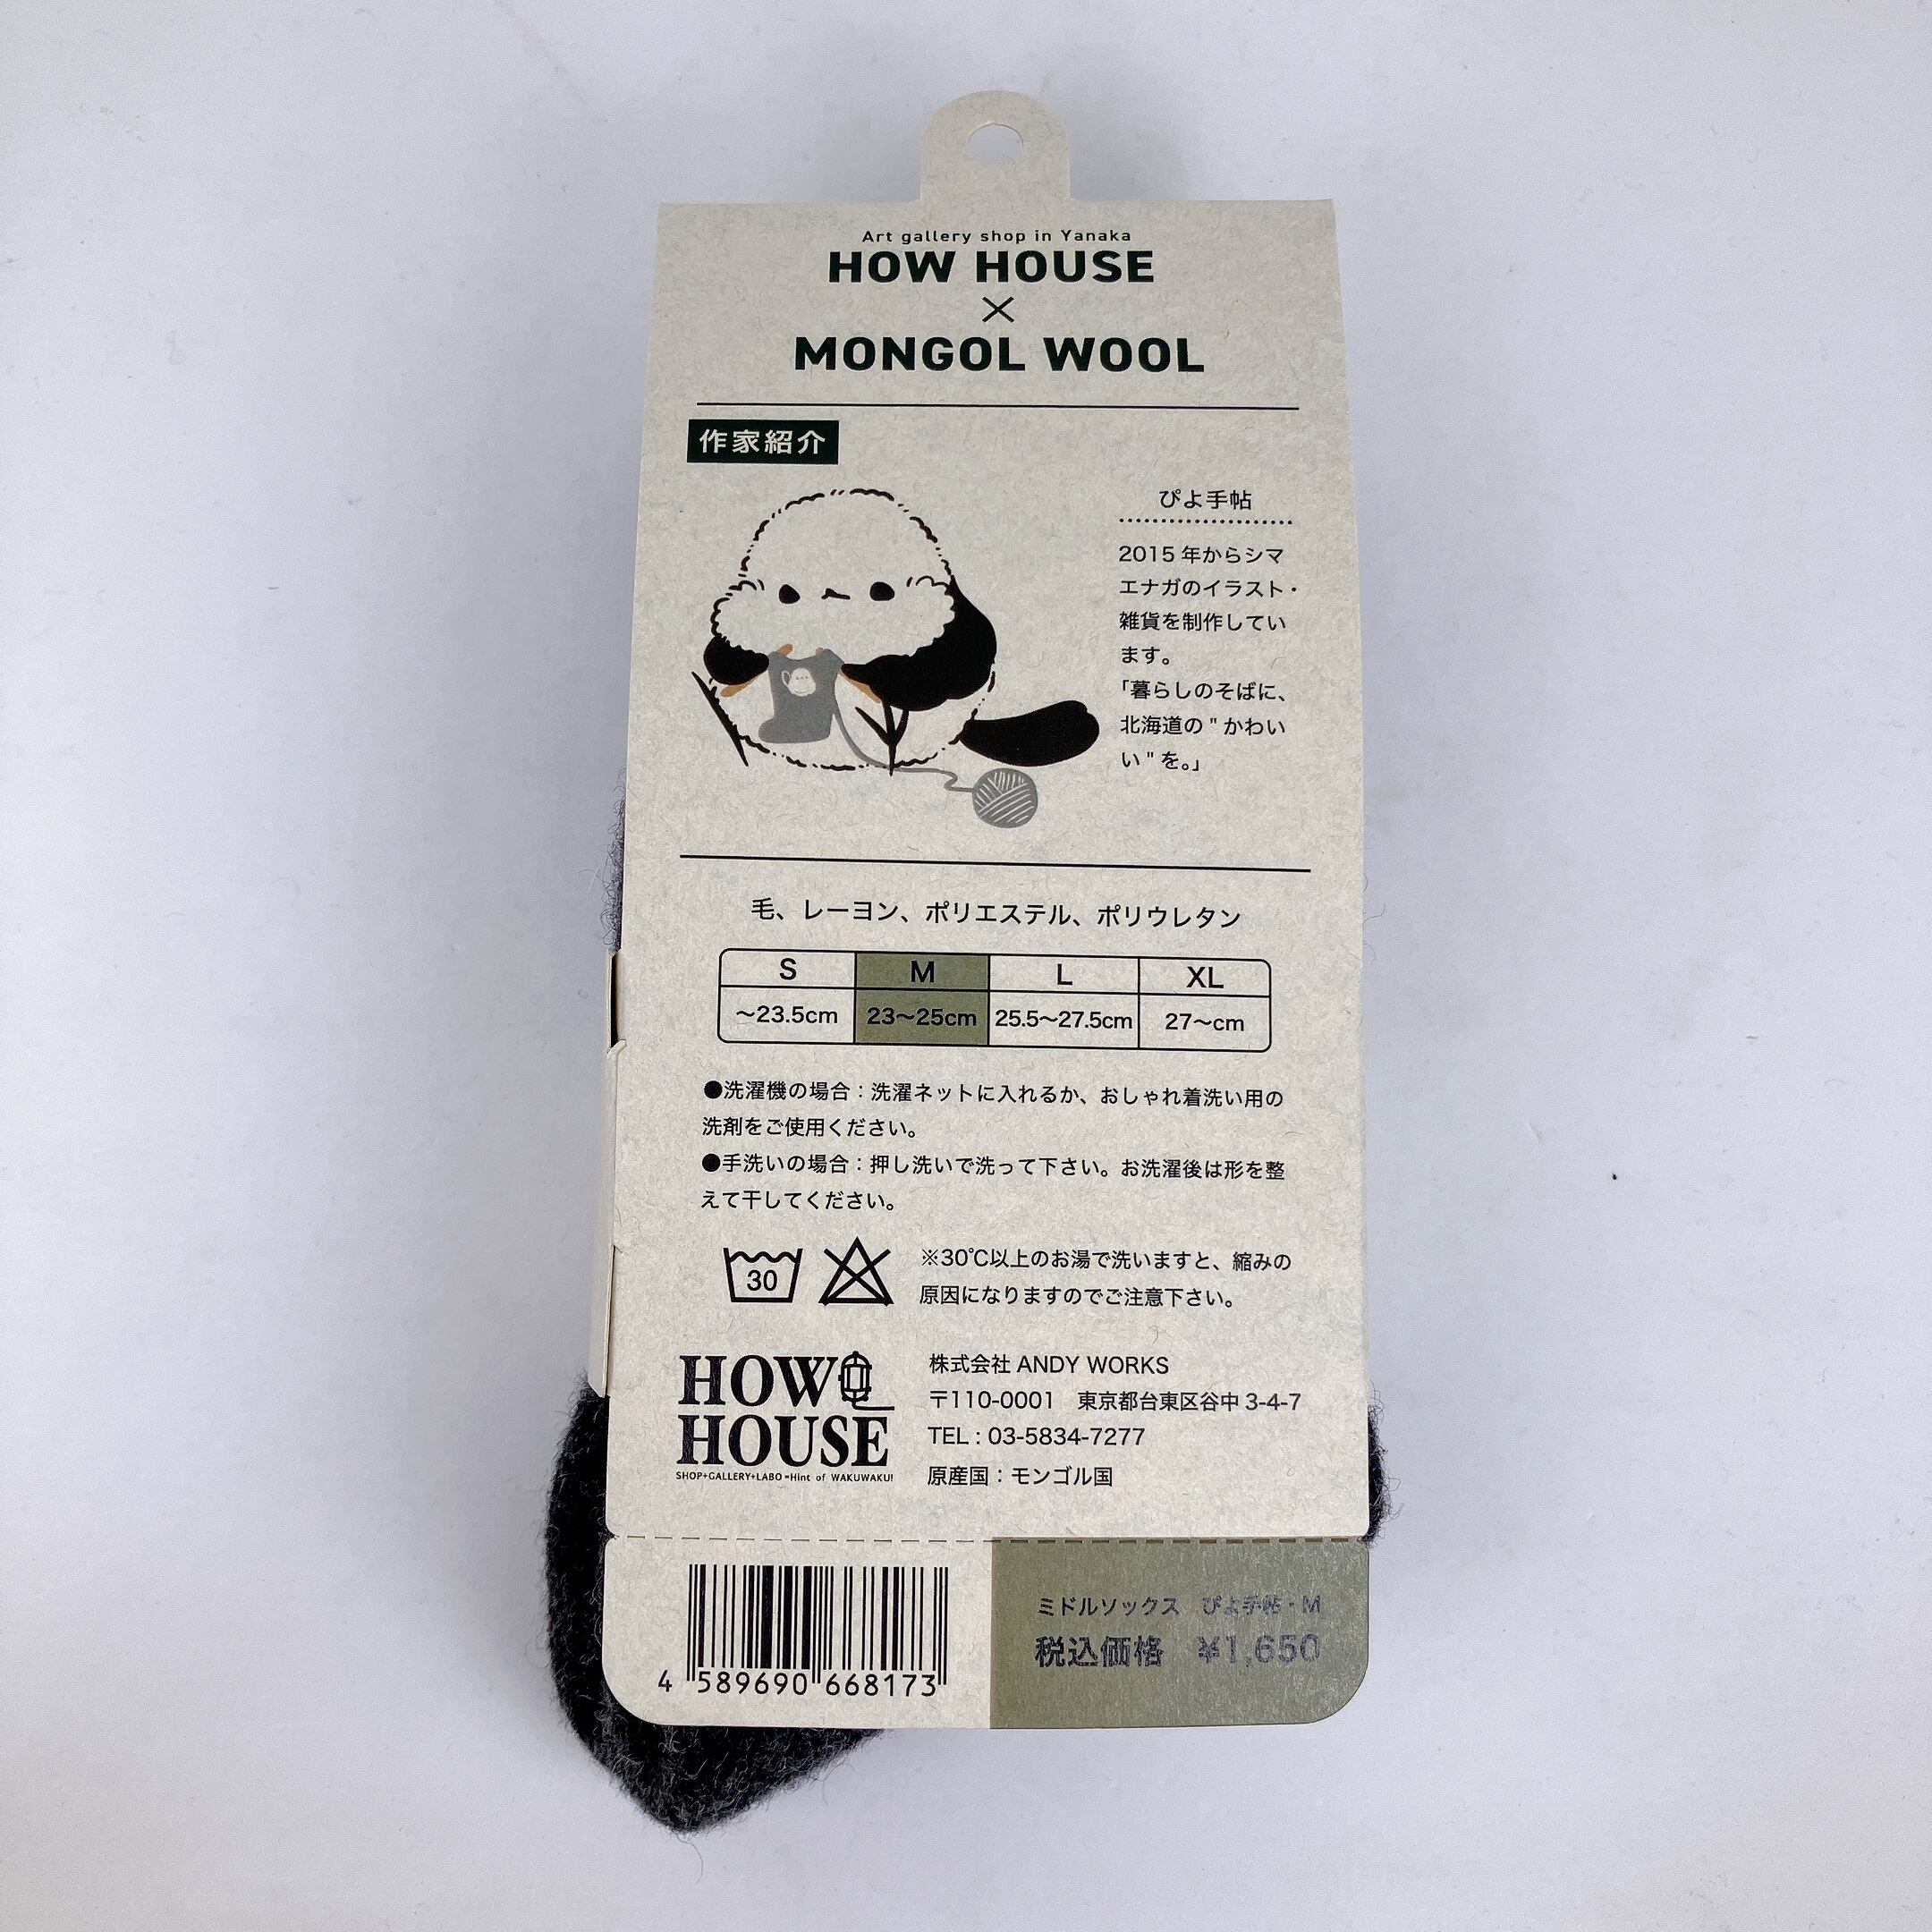 Art gallery shop in Yanaka
HOW HOUSE
×
MONGOL WOOL
作家紹介
ぴよ手帖
2015年からシマ
エナガのイラスト・
雑貨を制作してい
ます。
「暮らしのそばに、
北海道の"かわい
い"を。」
毛、レーヨン、ポリエステル、ポリウレタン
S M L XL
〜23.5cm 23〜25cm 25.5〜27.5cm 27〜cm
●洗濯機の場合：洗濯ネットに入れるか、おしゃれ着洗い用の
洗剤をご使用ください。
●手洗いの場合：押し洗いで洗って下さい。お洗濯後は形を整
えて干してください。
30
※30℃以上のお湯で洗いますと、縮みの
原因になりますのでご注意下さい。
HOW
HOUSE
SHOP+GALLERY+LABO=Hint of WAKUWAKU!
株式会社 ANDY WORKS
〒110-0001 東京都台東区谷中 3-4-7
TEL : 03-5834-7277
原産国：モンゴル国
4 589690 668173
ミドルソックス ぴよ手帖・M
税込価格 ¥1,650